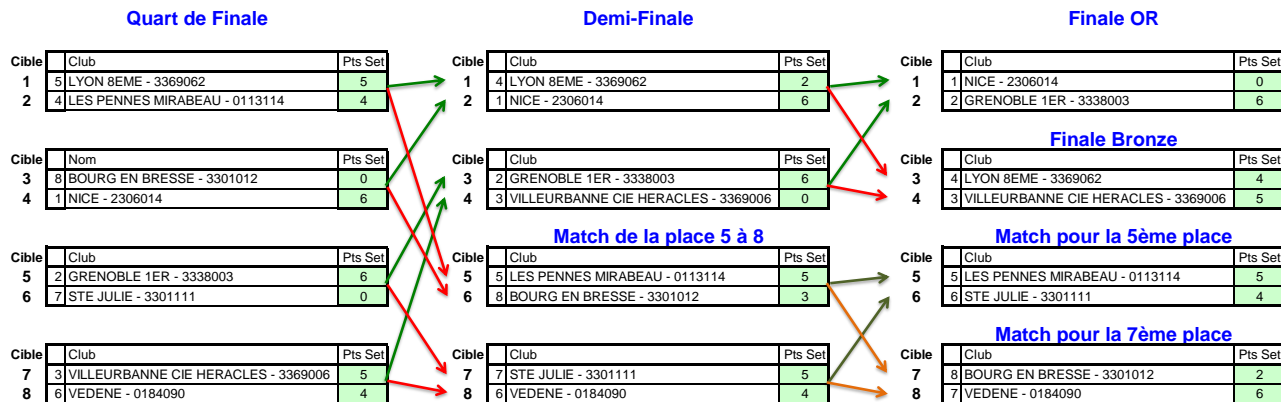 Quart de Finale Demi-Finale Finale OR
Cible Club Pts Set Cible Club Pts Set Cible Club Pts Set
1 5 LYON 8EME - 3369062 5 1 4 LYON 8EME - 3369062 2 1 1 NICE - 2306014 0
2 4 LES PENNES MIRABEAU - 0113114 4 2 1 NICE - 2306014 6 2 2 GRENOBLE 1ER - 3338003 6
Finale Bronze
Cible Nom Pts Set Cible Club Pts Set Cible Club Pts Set
3 8 BOURG EN BRESSE - 3301012 0 3 2 GRENOBLE 1ER - 3338003 6 3 4 LYON 8EME - 3369062 4
4 1 NICE - 2306014 6 4 3 VILLEURBANNE CIE HERACLES - 3369006 0 4 3 VILLEURBANNE CIE HERACLES - 3369006 5
Match de la place 5 à 8 Match pour la 5ème place
Cible Club Pts Set Cible Club Pts Set Cible Club Pts Set
5 2 GRENOBLE 1ER - 3338003 6 5 5 LES PENNES MIRABEAU - 0113114 5 5 5 LES PENNES MIRABEAU - 0113114 5
6 7 STE JULIE - 3301111 0 6 8 BOURG EN BRESSE - 3301012 3 6 6 STE JULIE - 3301111 4
Match pour la 7ème place
Cible Club Pts Set Cible Club Pts Set Cible Club Pts Set
7 3 VILLEURBANNE CIE HERACLES - 3369006 5 7 7 STE JULIE - 3301111 5 7 8 BOURG EN BRESSE - 3301012 2
8 6 VEDENE - 0184090 4 8 6 VEDENE - 0184090 4 8 7 VEDENE - 0184090 6